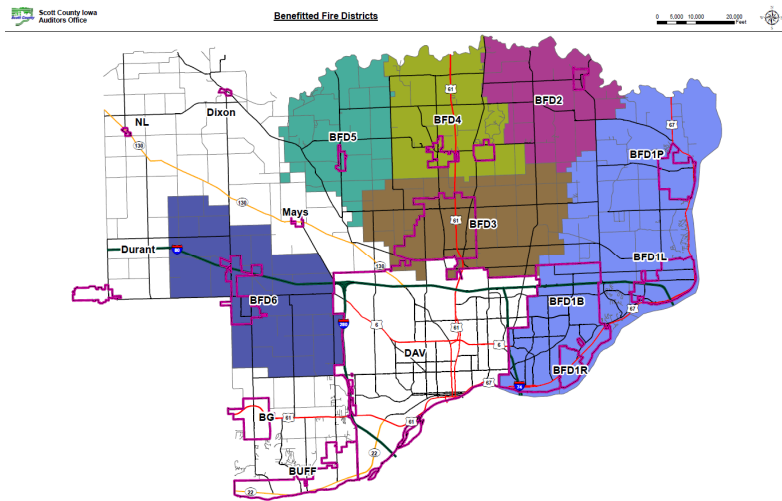 Scott County Iowa
Auditors Office
Benefitted Fire Districts
0 5,000 10,000 20,000
Feet
61
BFD2
NL
Dixon
BFD4
67
130
BFD5
BFD1P
130
Mays
61
BFD3
Durant
80
130
BFD1L
BFD6
BFD1B
67
280
6
61
6
DAV
BFD1R
67
74
BG
61
61
22
BUFF
22